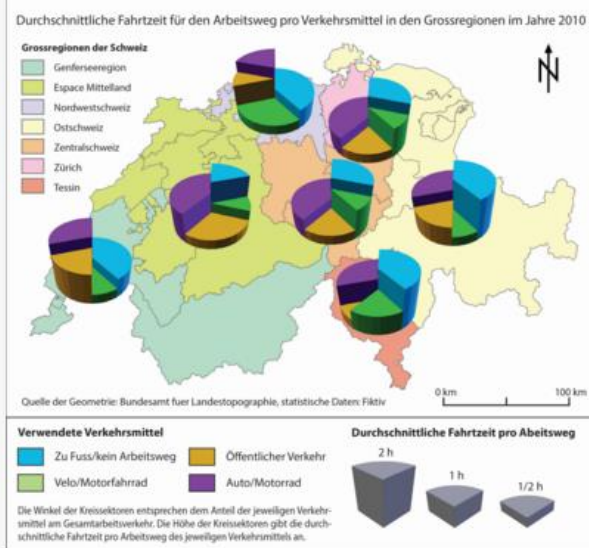 Durchschnittliche Fahrtzeit für den Arbeitsweg pro Verkehrsmittel in den Grossregionen im Jahre 2010
Grossregionen der Schweiz
Genferseeregion
Espace Mittelland
Nordwestschweiz
Ostschweiz
Zentralschweiz
Zürich
Tessin
N
Quelle der Geometrie: Bundesamt fuer Landestopographie, statistische Daten: Fiktiv
0 km
100 km
Verwendete Verkehrsmittel
Zu Fuss/kein Arbeitsweg
Öffentlicher Verkehr
Velo/Motorfahrrad
Auto/Motorrad
Die Winkel der Kreissektoren entsprechen dem Anteil der jeweiligen Verkehr-
smittel am Gesamtarbeitsverkehr. Die Höhe der Kreissektoren gibt die durch-
schnittliche Fahrtzeit pro Arbeitsweg des jeweiligen Verkehrsmittels an.
Durchschnittliche Fahrtzeit pro Abeitsweg
2 h
1 h
1/2 h